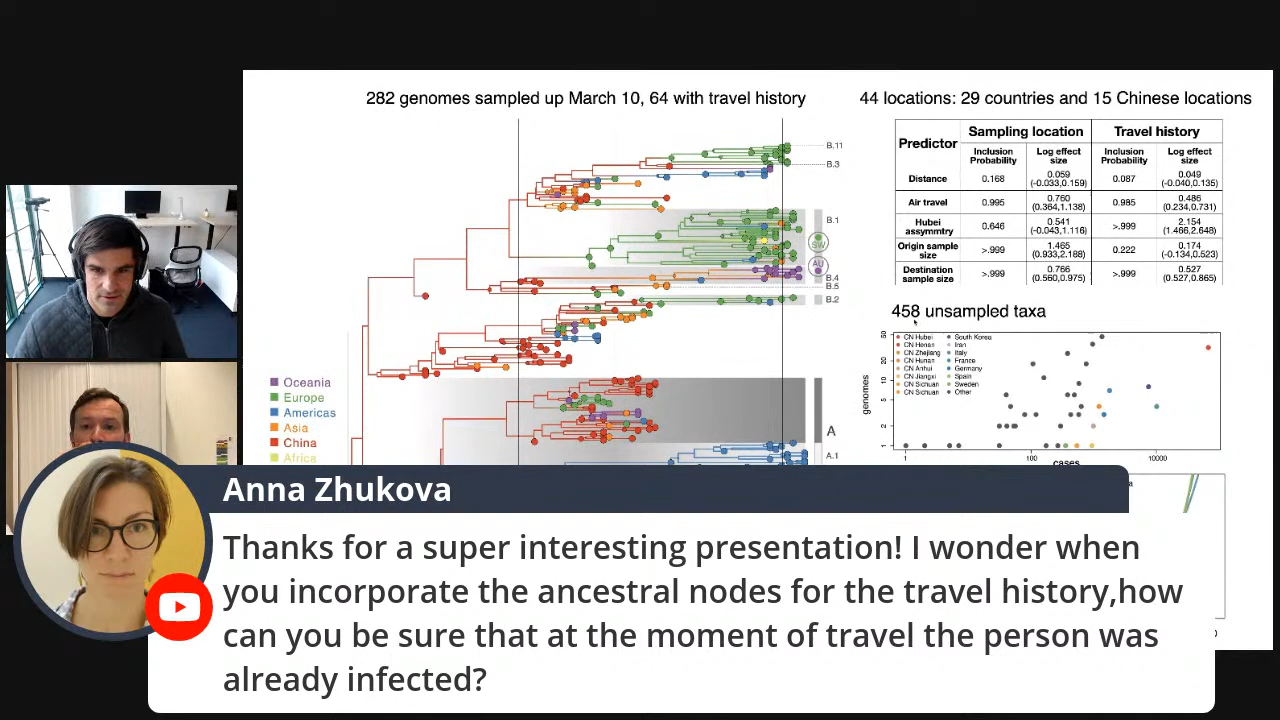 282 genomes sampled up March 10, 64 with travel history
44 locations: 29 countries and 15 Chinese locations
Predictor
Sampling location
Travel history
Inclusion Probability
Log effect size
Inclusion Probability
Log effect size
Distance 0.168 0.059 (-0.033,0.159) 0.087 0.049 (-0.040,0.135)
Air travel 0.995 0.760 (0.364,1.138) 0.985 0.486 (0.234,0.731)
Hubei assymmtry 0.646 0.541 (-0.043,1.116) >.999 2.154 (1.466,2.648)
Origin sample size >.999 1.465 (0.933,2.168) 0.222 0.174 (-0.134,0.523)
Destination sample size >.999 0.766 (0.560,0.975) >.999 0.527 (0.527,0.865)
B.11
B.3
B.1
SW
AU
B.4
B.5
B.2
A
A.1
Oceania
Europe
Americas
Asia
China
Africa
458 unsampled taxa
CN Hubei
CN Henan
CN Zhejiang
CN Hunan
CN Anhui
CN Jiangxi
CN Sichuan
CN Sichuan
South Korea
Iran
Italy
France
Germany
Spain
Sweden
Other
genomes
50
20
10
5
2
1
1
100
10000
cases
Anna Zhukova
Thanks for a super interesting presentation! I wonder when
you incorporate the ancestral nodes for the travel history,how
can you be sure that at the moment of travel the person was
already infected?